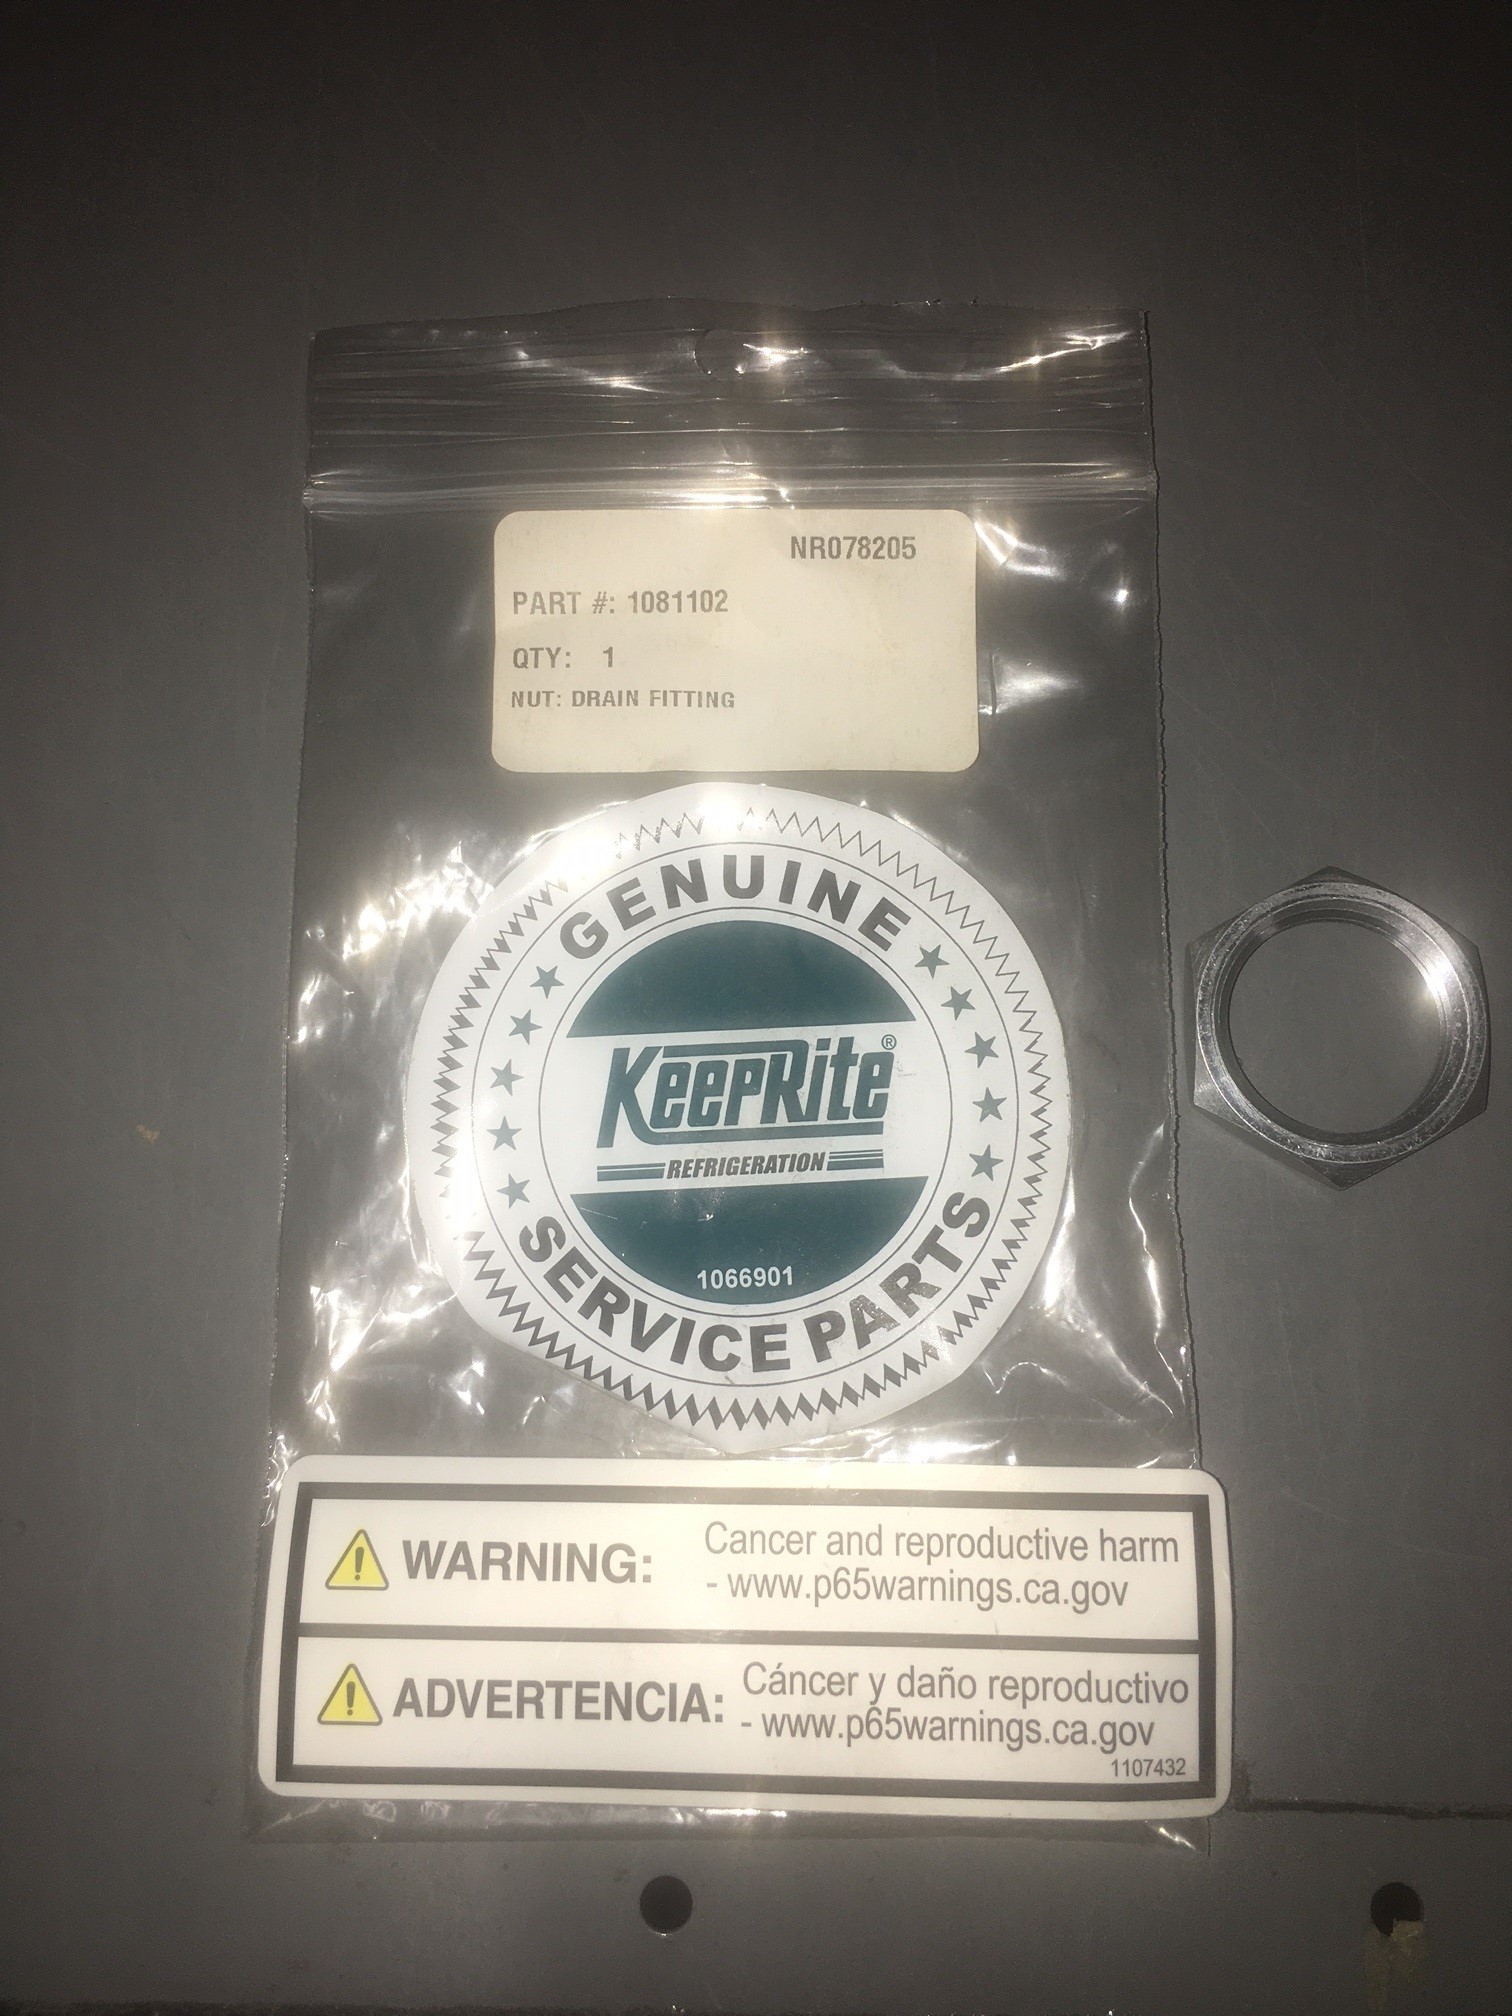 NR078205
PART #: 1081102
QTY: 1
NUT: DRAIN FITTING
GENUINE
KeepRite®
REFRIGERATION
1066901
SERVICE PARTS
WARNING: Cancer and reproductive harm
- www.p65warnings.ca.gov
ADVERTENCIA: Cáncer y daño reproductivo
- www.p65warnings.ca.gov
1107432